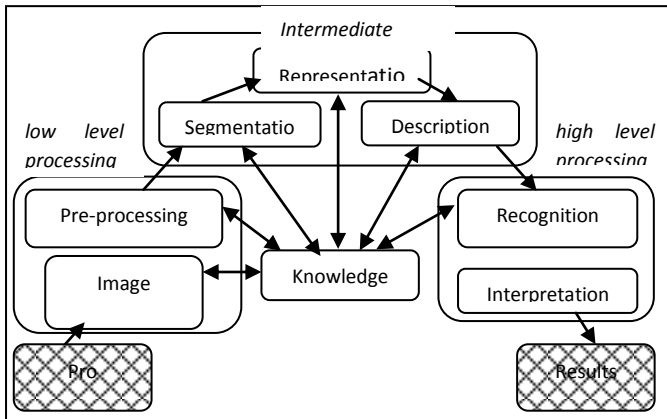 Intermediate
Representatio
Segmentatio
Description
low level
processing
high level
processing
Pre-processing
Recognition
Image
Knowledge
Interpretation
Pro
Results